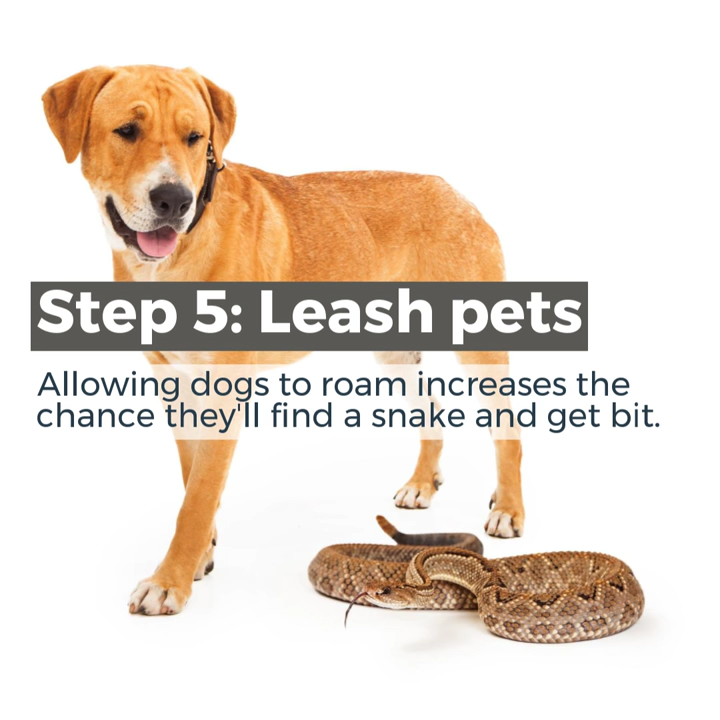 Step 5: Leash pets
Allowing dogs to roam increases the
chance they'll find a snake and get bit.